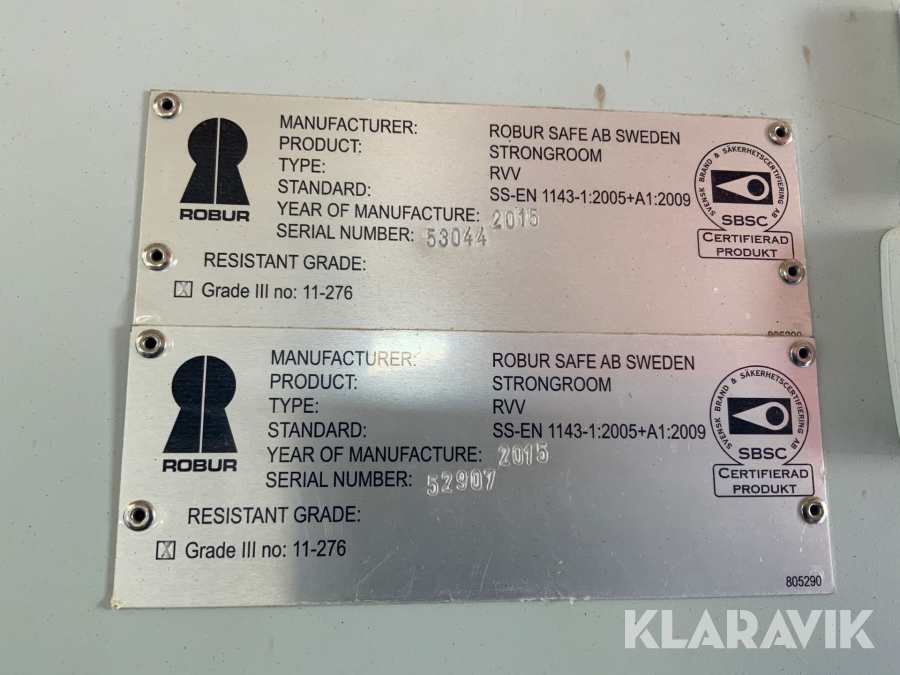 MANUFACTURER: ROBUR SAFE AB SWEDEN
PRODUCT: STRONGROOM
TYPE: RVV
STANDARD: SS-EN 1143-1:2005+A1:2009
YEAR OF MANUFACTURE: 2015
SERIAL NUMBER: 53044
ROBUR
SVENSK BRAND & SÄKERHETSCERTIFIERING AB
SBSC
CERTIFIERAD
PRODUKT
RESISTANT GRADE:
X Grade III no: 11-276
805290
MANUFACTURER: ROBUR SAFE AB SWEDEN
PRODUCT: STRONGROOM
TYPE: RVV
STANDARD: SS-EN 1143-1:2005+A1:2009
YEAR OF MANUFACTURE: 2015
SERIAL NUMBER: 52907
ROBUR
SVENSK BRAND & SÄKERHETSCERTIFIERING AB
SBSC
CERTIFIERAD
PRODUKT
RESISTANT GRADE:
X Grade III no: 11-276
805290
KLARAVIK